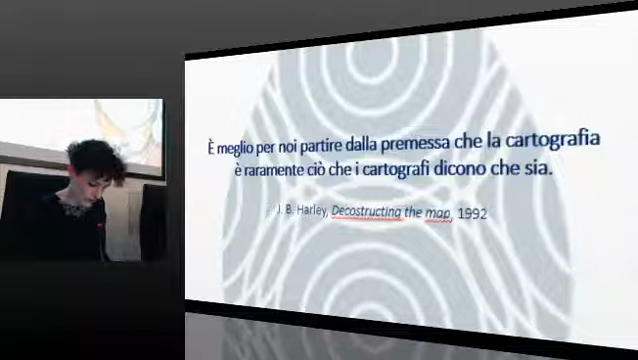 È meglio per noi partire dalla premessa che la cartografia
è raramente ciò che i cartografi dicono che sia.
J. B. Harley, Decostructing the map, 1992